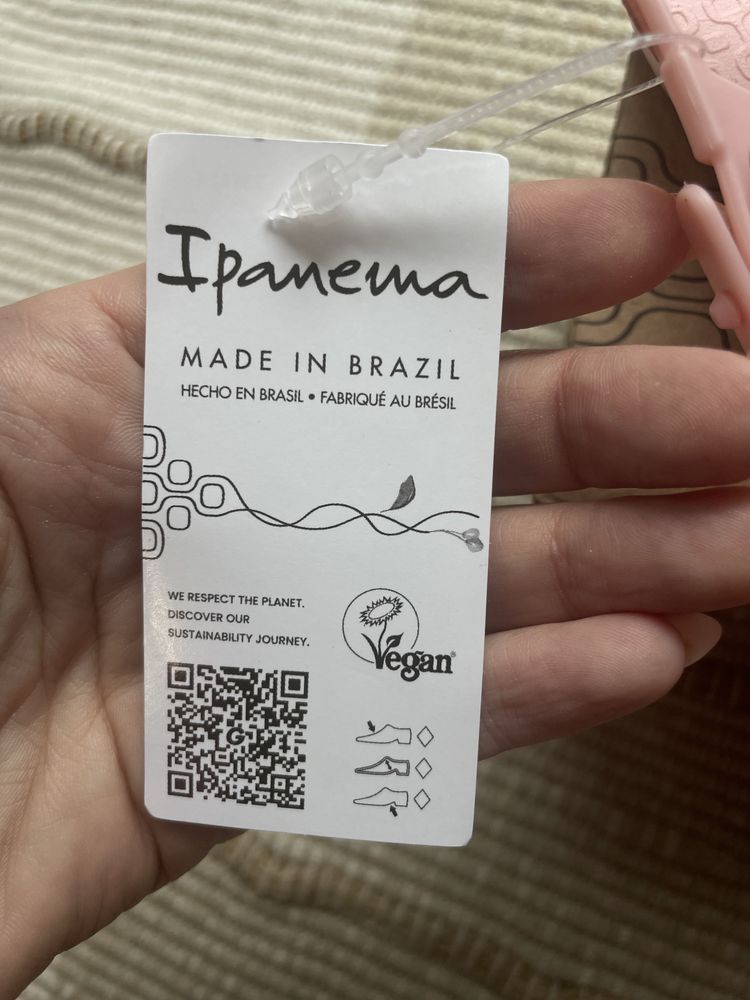 Ipanema
MADE IN BRAZIL
HECHO EN BRASIL • FABRIQUÉ AU BRÉSIL
WE RESPECT THE PLANET.
DISCOVER OUR
SUSTAINABILITY JOURNEY.
Vegan®